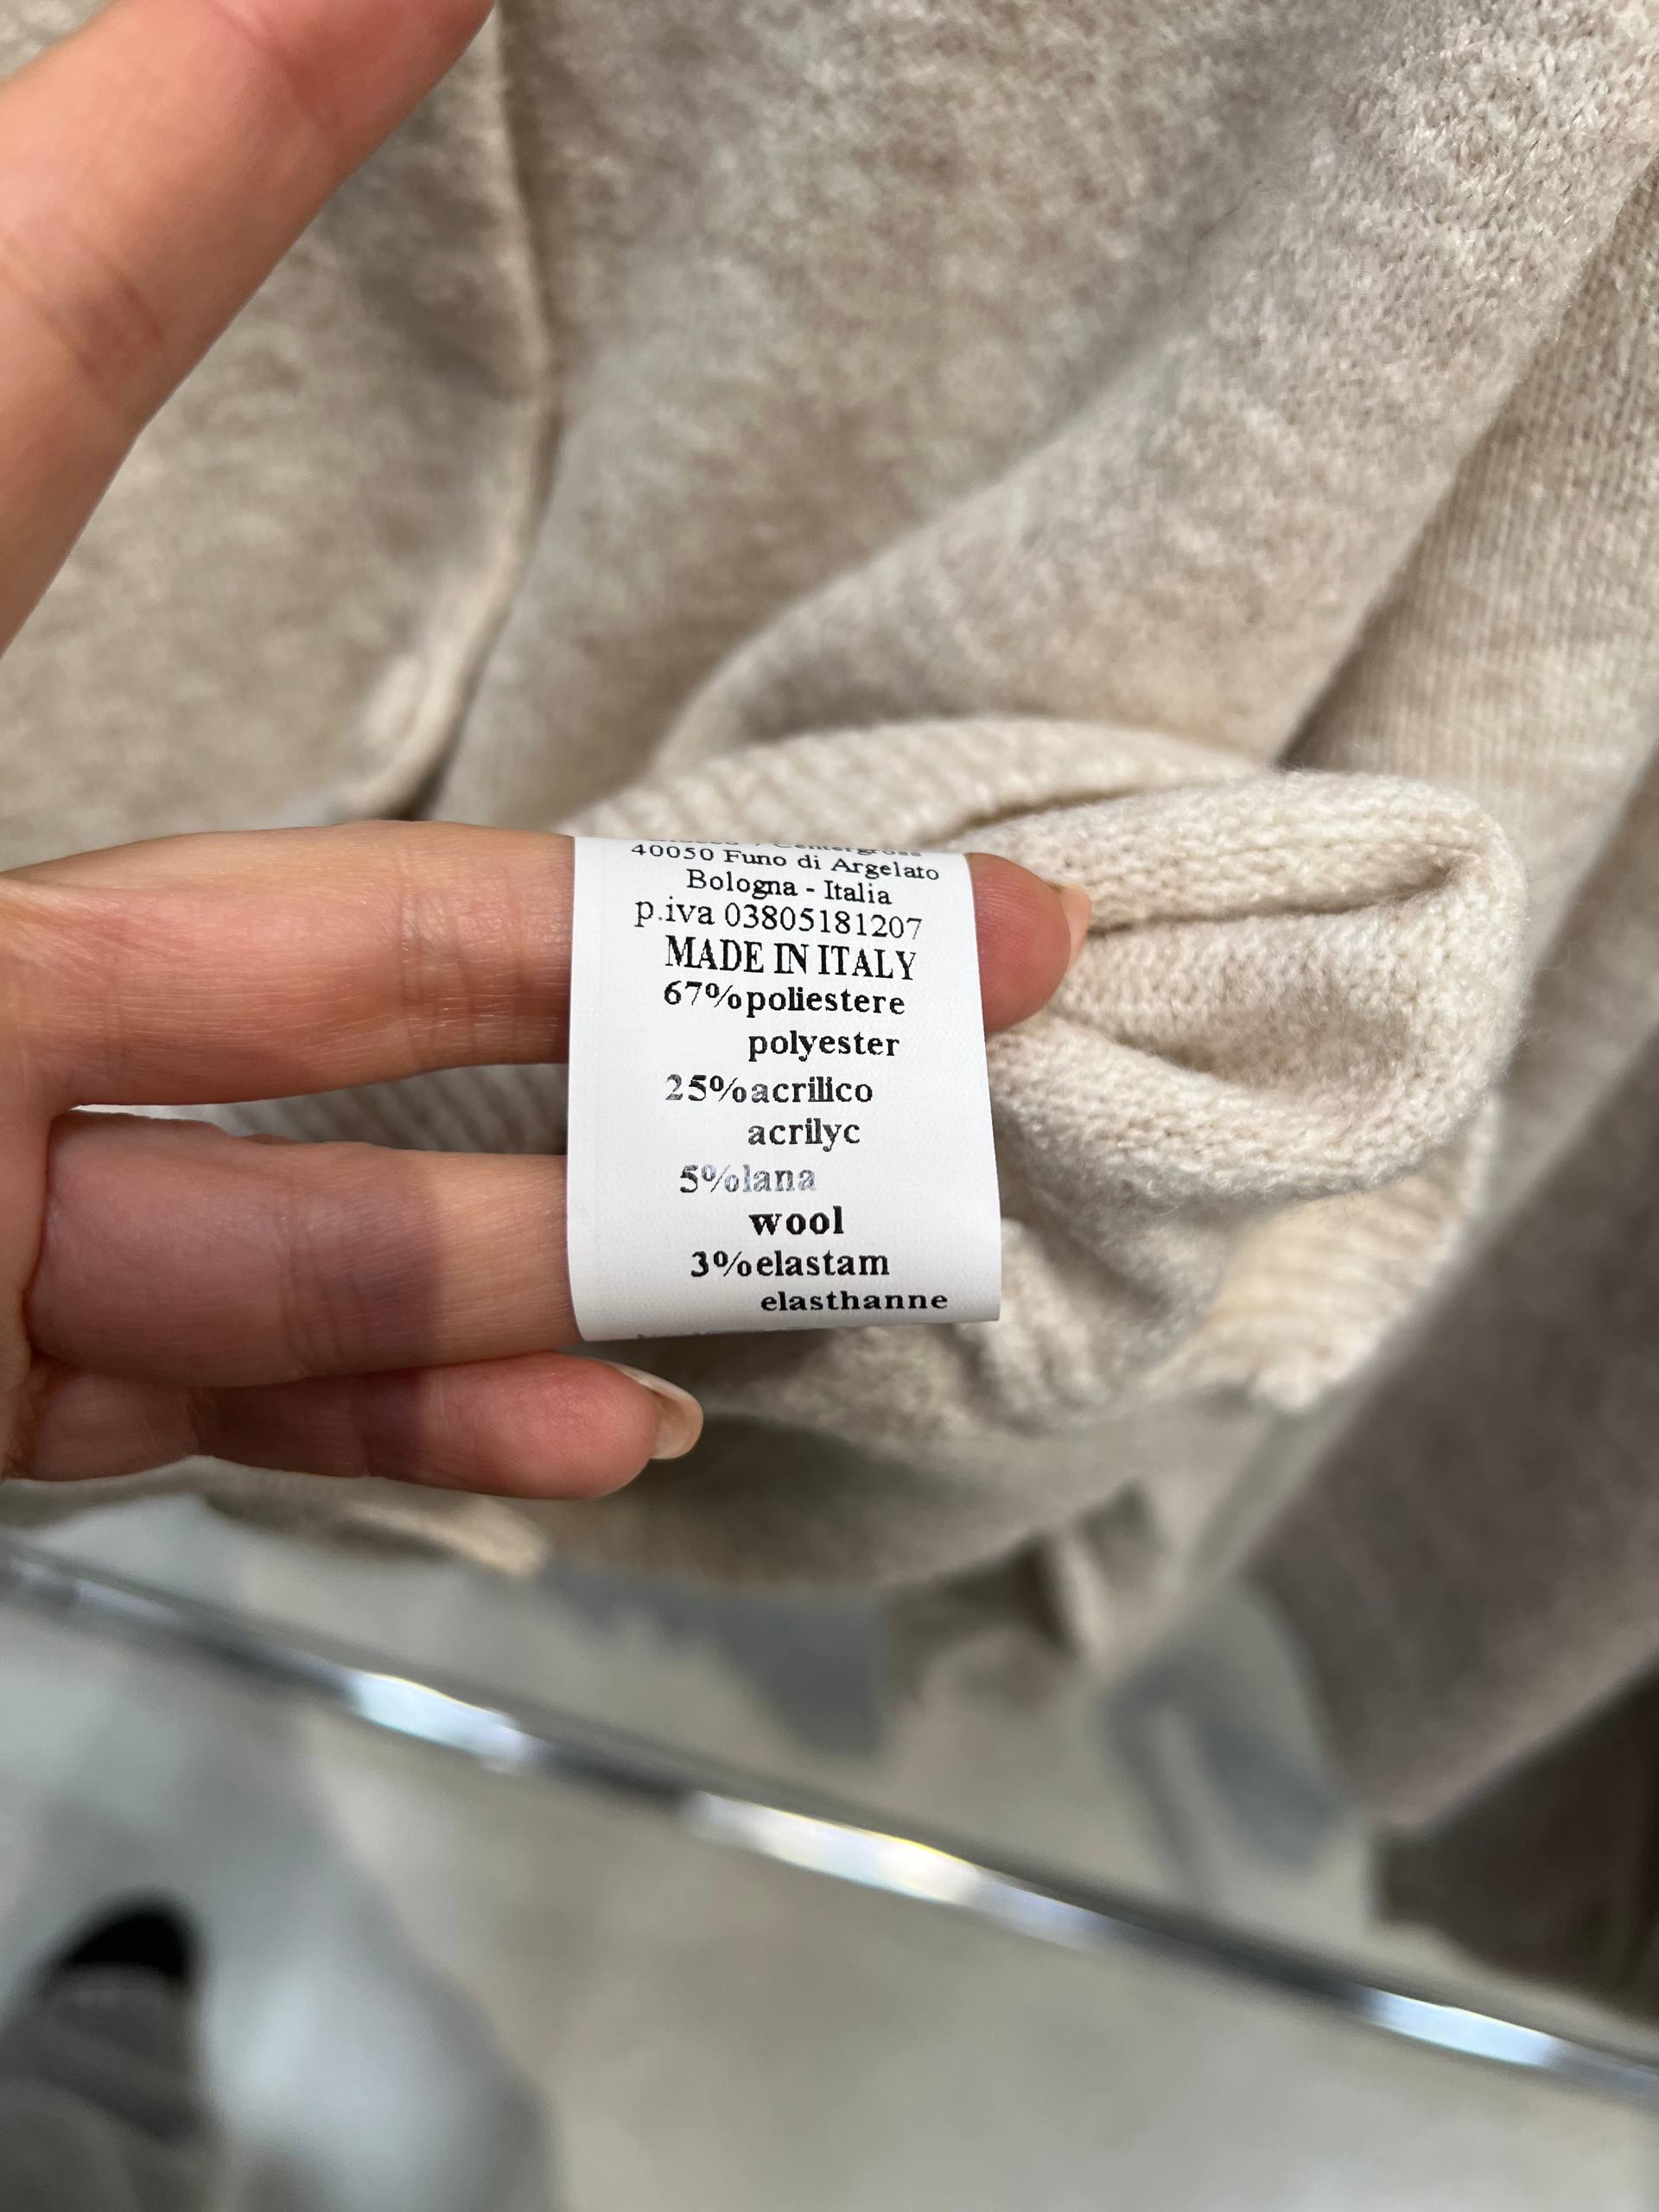 Centergross
40050 Funo di Argelato
Bologna - Italia
p.iva 03805181207
MADE IN ITALY
67%poliestere
polyester
25%acrilico
acrilyc
5%lana
wool
3%elastam
elasthanne